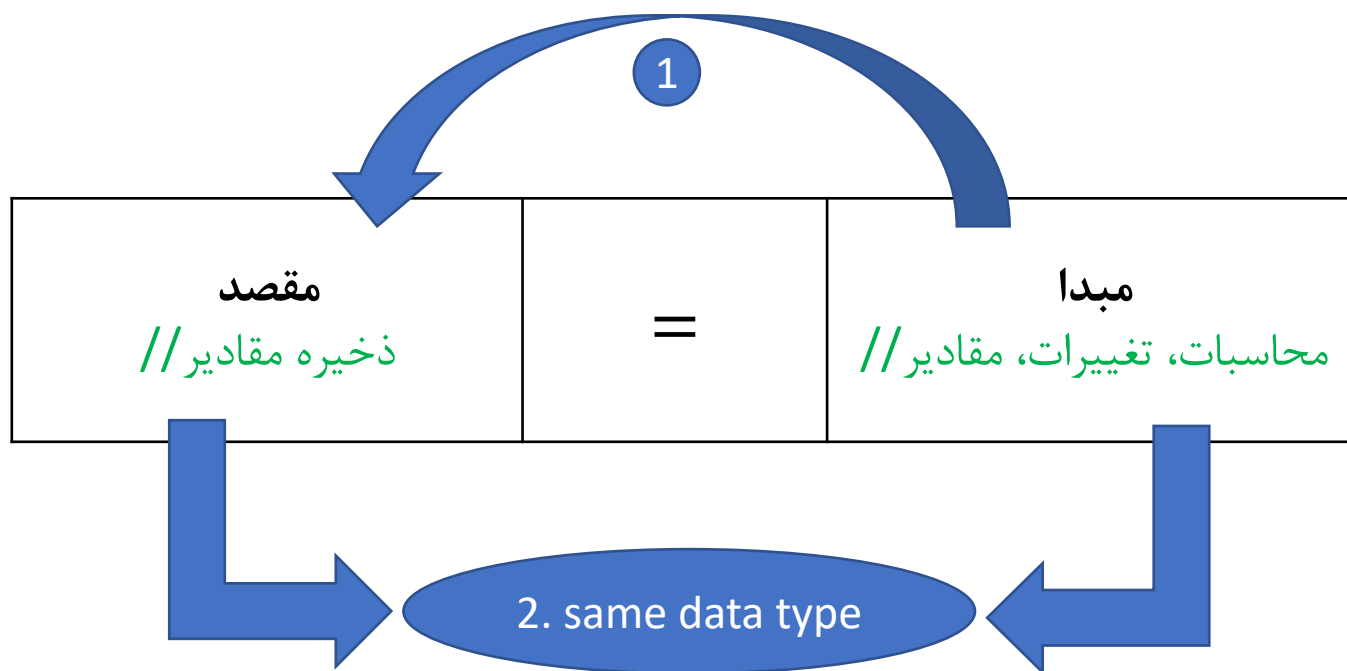 1
مقصد
//ذخیره مقادیر
=
مبدا
//محاسبات، تغییرات، مقادیر
2. same data type